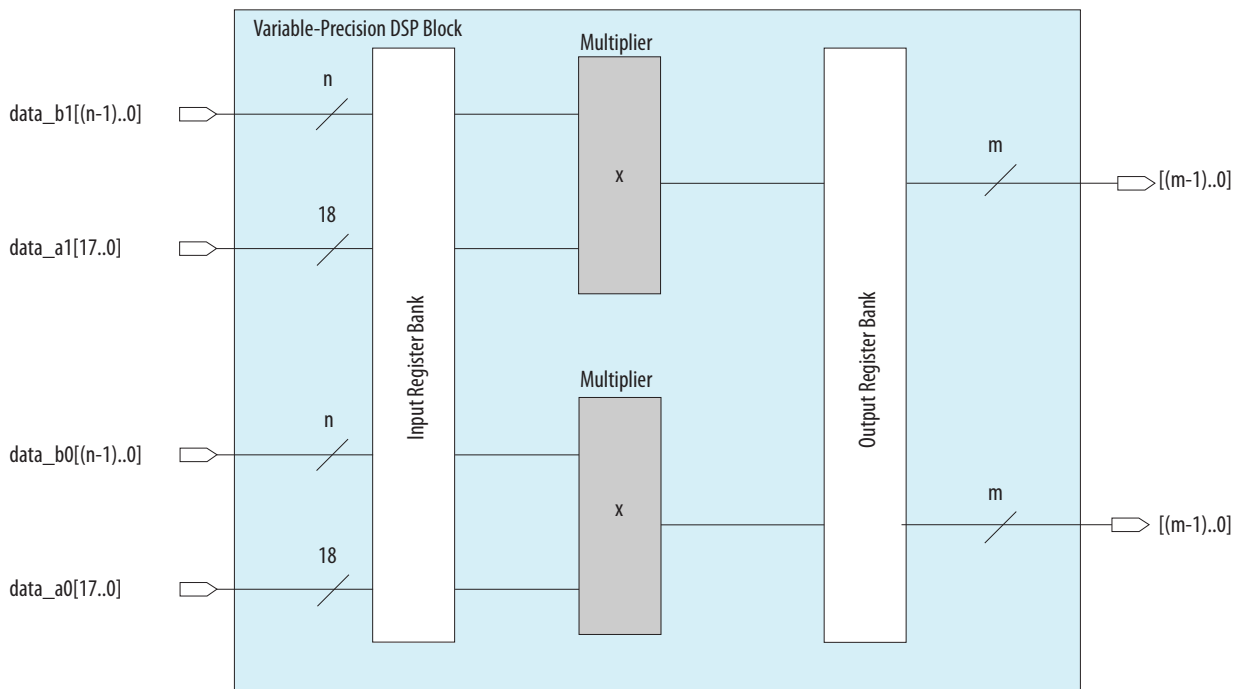 Variable-Precision DSP Block
Multiplier
n
data_b1[(n-1)..0]
m
x
[(m-1)..0]
18
data_a1[17..0]
Input Register Bank
Output Register Bank
Multiplier
n
data_b0[(n-1)..0]
m
x
[(m-1)..0]
18
data_a0[17..0]